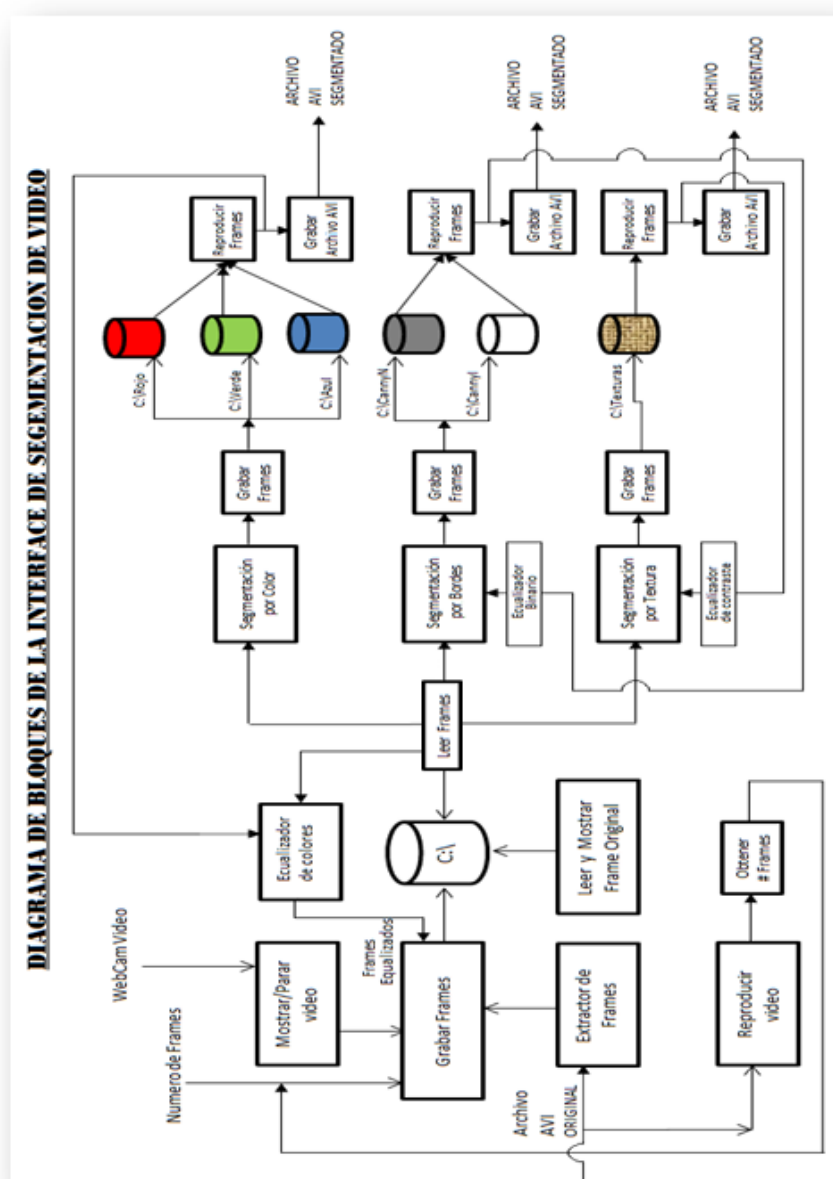 DIAGRAMA DE BLOQUES DE LA INTERFACE DE SEGEMENTACION DE VIDEO
WebCam Video
Numero de Frames
Mostrar/Parar
video
Ecualizador
de colores
Frames
Equalizados
Grabar Frames
C:\
Leer Frames
Extractor de
Frames
Leer y Mostrar
Frame Original
Archivo
AVI
ORIGINAL
Reproducir
video
Obtener
# Frames
Segmentación
por Color
Grabar
Frames
C:\Rojo
C:\Verde
C:\Azul
Reproducir
Frames
Grabar
Archivo AVI
ARCHIVO
AVI
SEGMENTADO
Segmentación
por Bordes
Ecualizador
Binario
Grabar
Frames
C:\CannyN
C:\CannyI
Reproducir
Frames
Grabar
Archivo AVI
ARCHIVO
AVI
SEGMENTADO
Segmentación
por Textura
Ecualizador
de contraste
Grabar
Frames
C:\Texturas
Reproducir
Frames
Grabar
Archivo AVI
ARCHIVO
AVI
SEGMENTADO